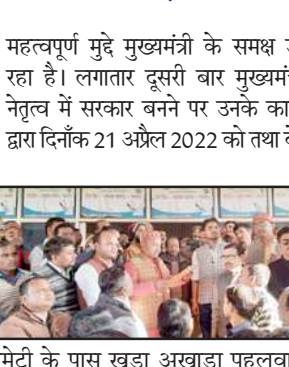 महत्वपूर्ण मुद्दे मुख्यमंत्री के समक्ष
रहा है। लगातार दूसरी बार मुख्यमं
नेतृत्व में सरकार बनने पर उनके का
द्वारा दिनाँक 21 अप्रैल 2022 को तथा
मेटी के पास खड़ा अखाड़ा पहलवा